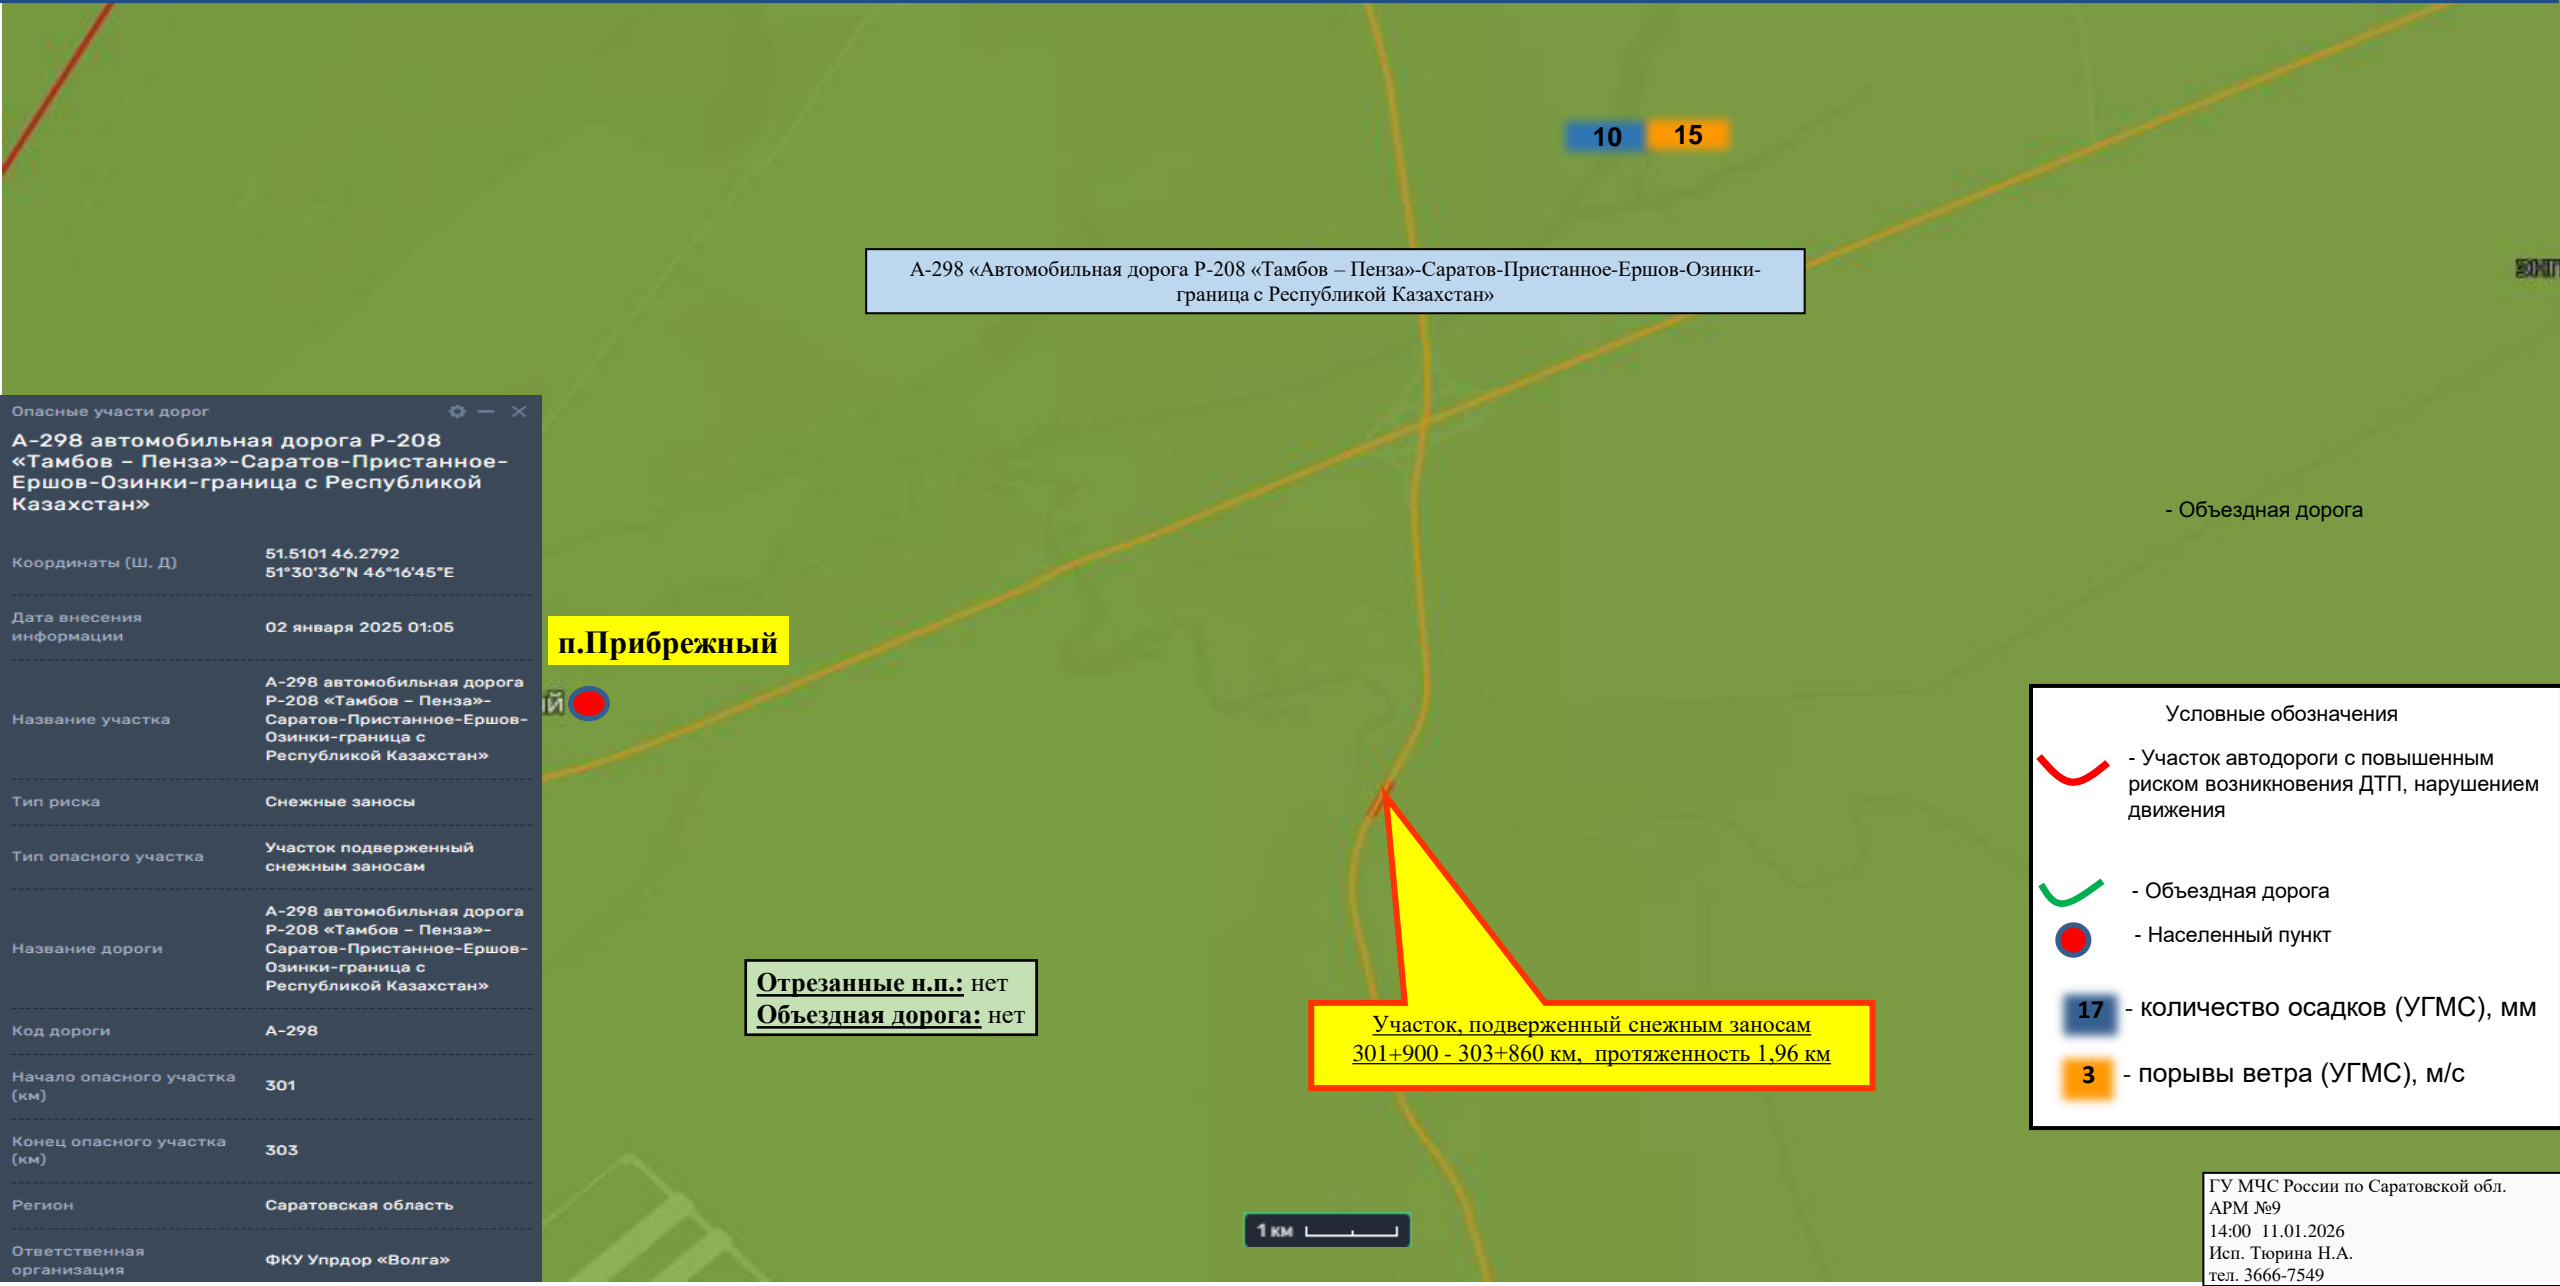 10 15
А-298 «Автомобильная дорога Р-208 «Тамбов – Пенза»-Саратов-Пристанное-Ершов-Озинки-
граница с Республикой Казахстан»
- Объездная дорога
Опасные участи дорог
А-298 автомобильная дорога Р-208
«Тамбов – Пенза»-Саратов-Пристанное-
Ершов-Озинки-граница с Республикой
Казахстан»
Координаты (Ш, Д)
51.5101 46.2792
51°30'36"N 46°16'45"E
Дата внесения
информации
02 января 2025 01:05
Название участка
А-298 автомобильная дорога
Р-208 «Тамбов – Пенза»-
Саратов-Пристанное-Ершов-
Озинки-граница с
Республикой Казахстан»
Тип риска
Снежные заносы
Тип опасного участка
Участок подверженный
снежным заносам
Название дороги
А-298 автомобильная дорога
Р-208 «Тамбов – Пенза»-
Саратов-Пристанное-Ершов-
Озинки-граница с
Республикой Казахстан»
Код дороги
А-298
Начало опасного участка
(км)
301
Конец опасного участка
(км)
303
Регион
Саратовская область
Ответственная
организация
ФКУ Упрдор «Волга»
п.Прибрежный
ий
Отрезанные н.п.: нет
Объездная дорога: нет
Участок, подверженный снежным заносам
301+900 - 303+860 км, протяженность 1,96 км
1 км
Условные обозначения
- Участок автодороги с повышенным
риском возникновения ДТП, нарушением
движения
- Объездная дорога
- Населенный пункт
17 - количество осадков (УГМС), мм
3 - порывы ветра (УГМС), м/с
ГУ МЧС России по Саратовской обл.
АРМ №9
14:00 11.01.2026
Исп. Тюрина Н.А.
тел. 3666-7549